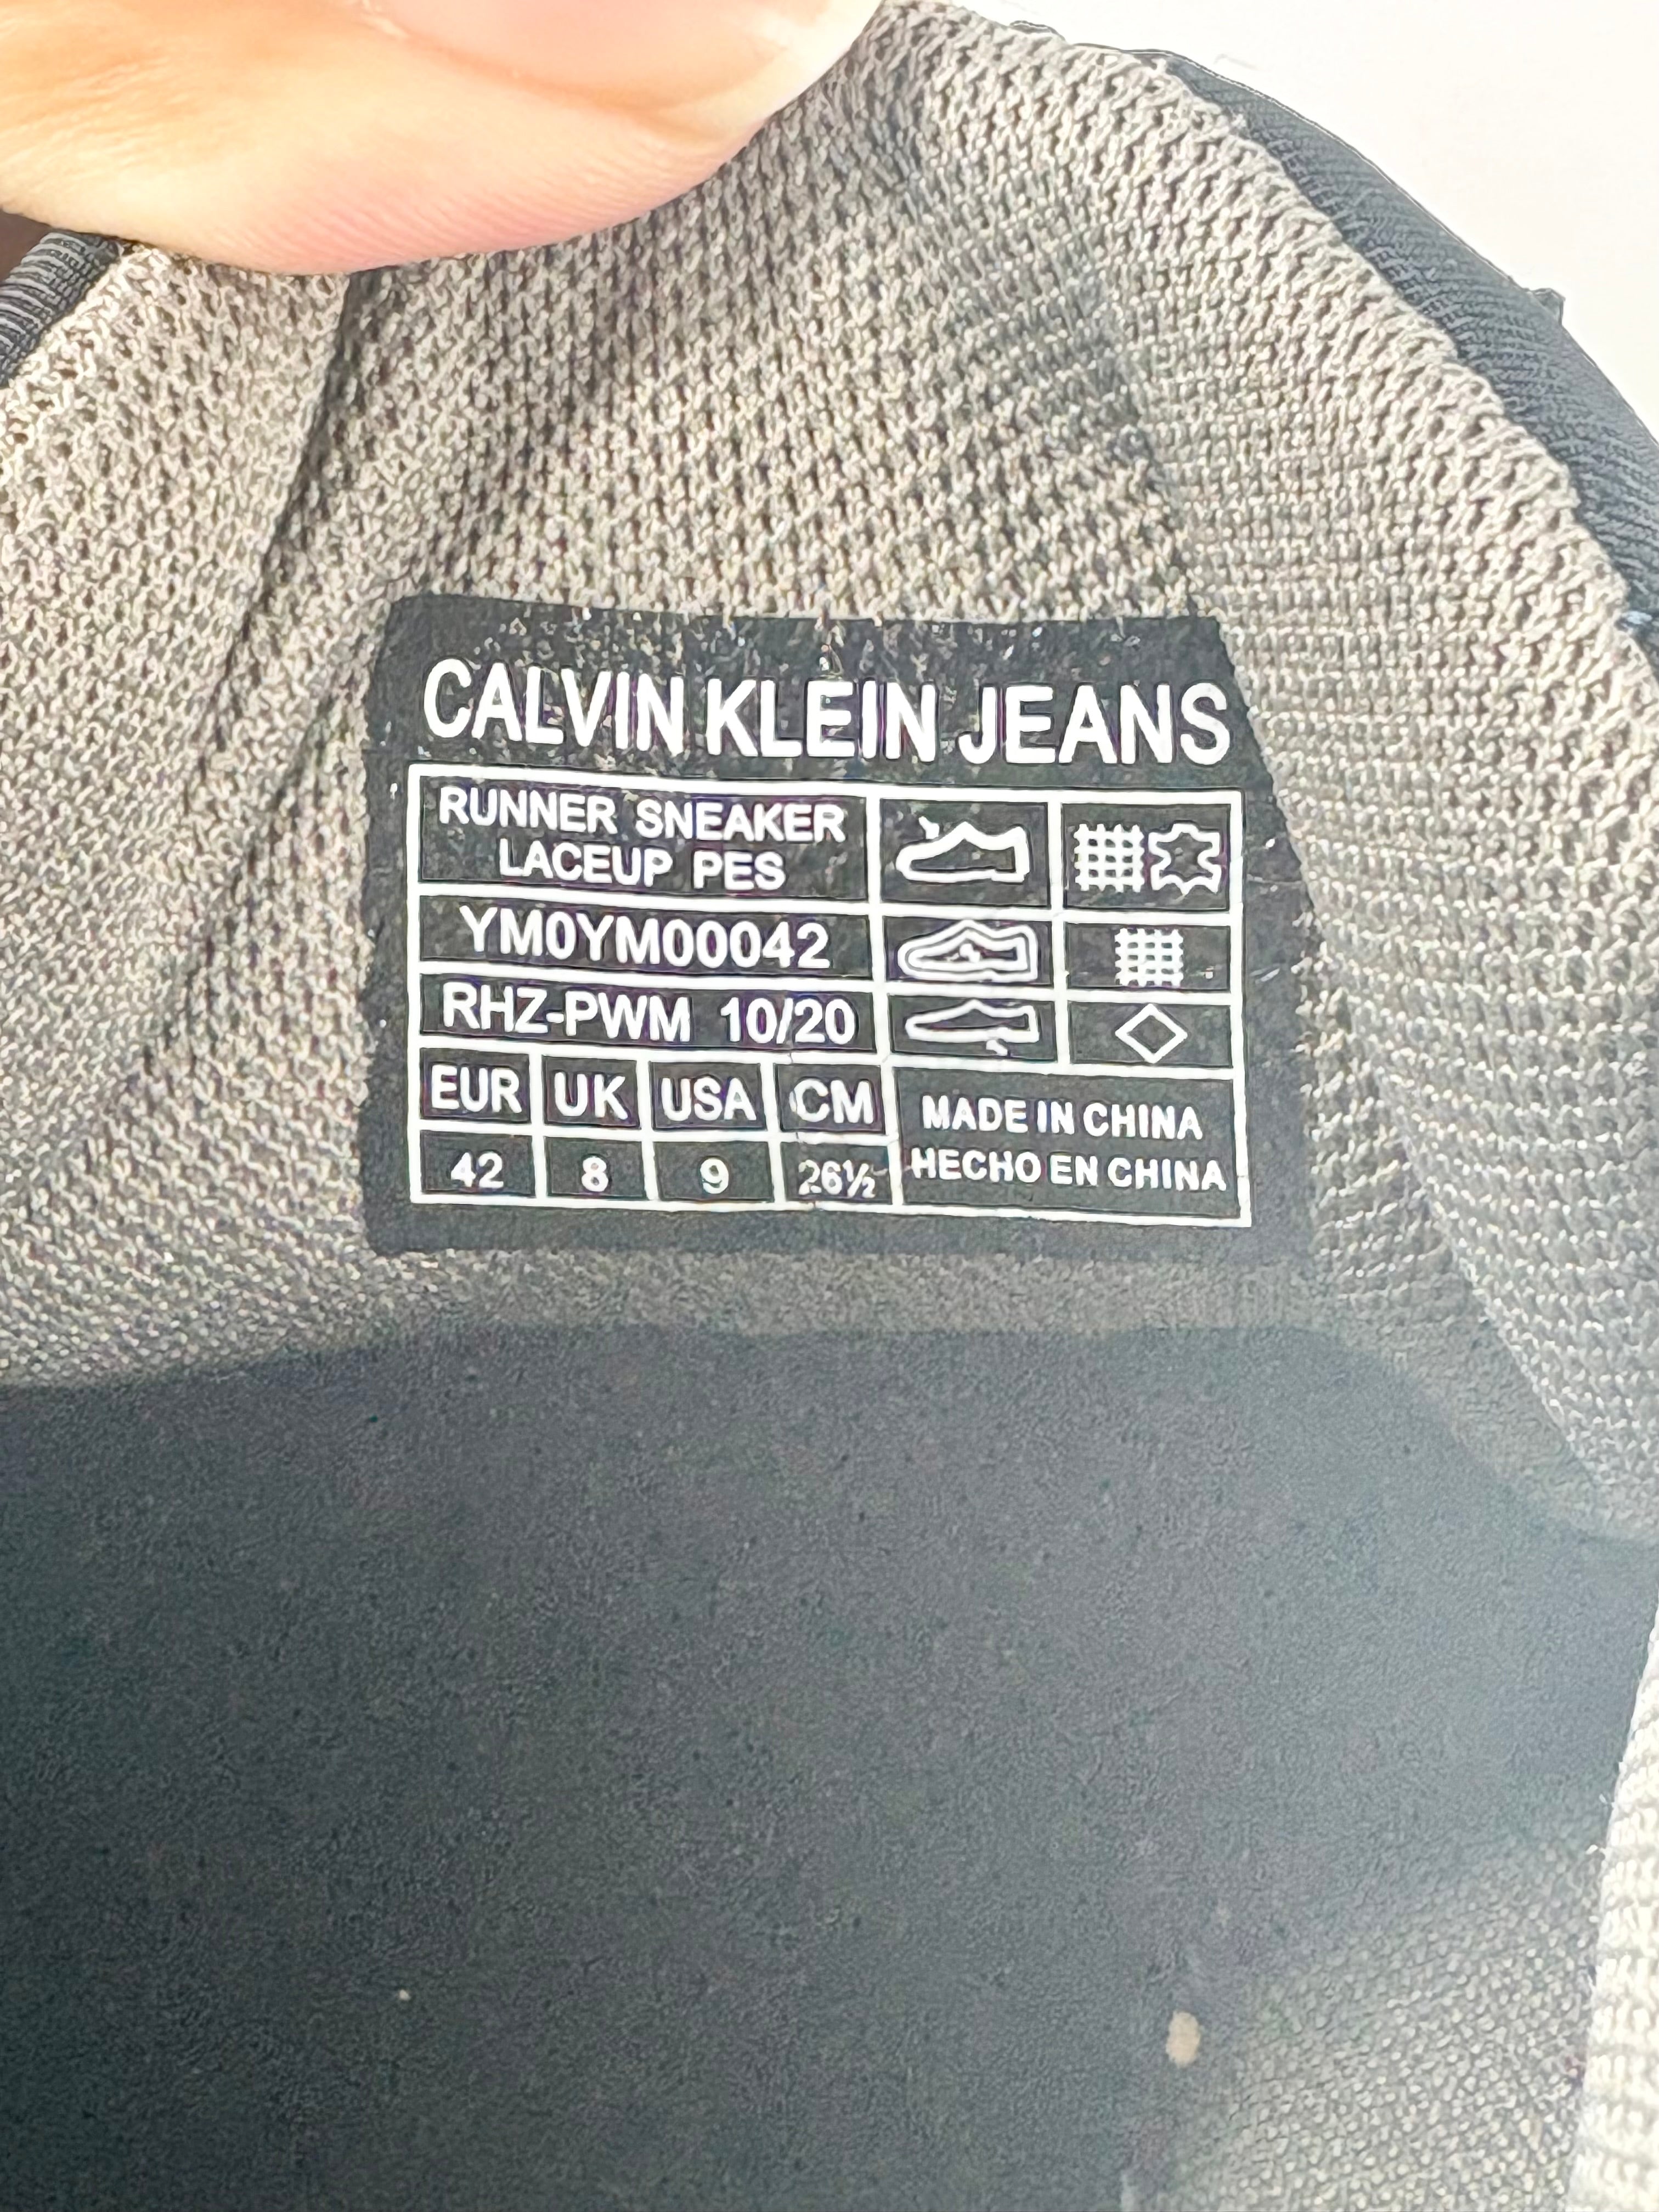 CALVIN KLEIN JEANS
RUNNER SNEAKER
LACEUP PES
YM0YM00042
RHZ-PWM 10/20
EUR UK USA CM
42 8 9 26½
MADE IN CHINA
HECHO EN CHINA